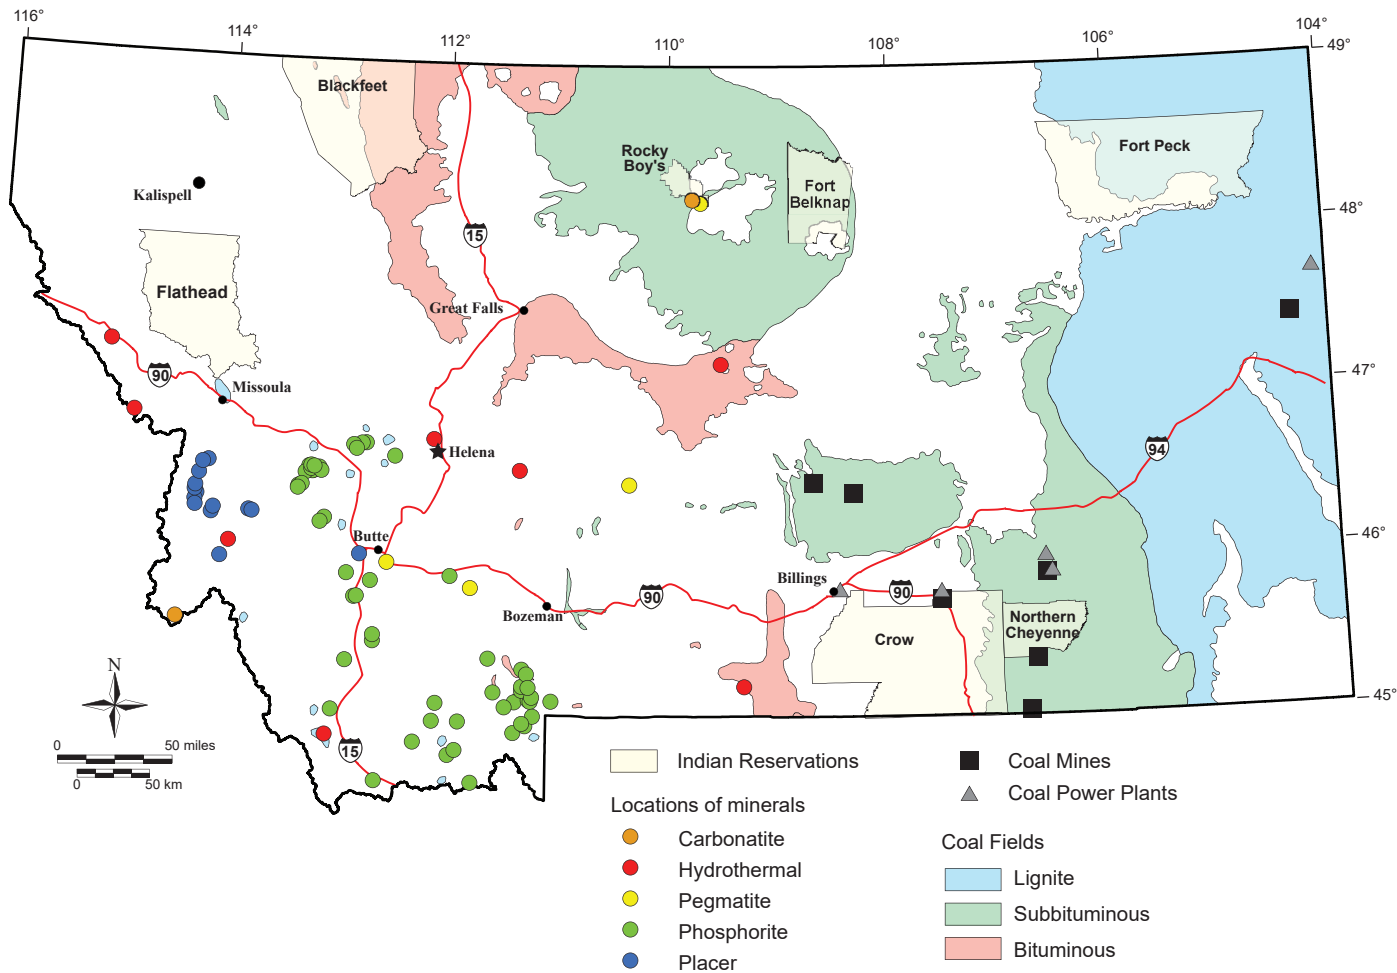 116°
114°
112°
110°
108°
106°
104°
49°
Blackfeet
Rocky
Boy's
Fort Peck
Kalispell
Fort
Belknap
48°
15
Flathead
Great Falls
90
Missoula
47°
Helena
94
Butte
46°
Billings
90
90
Bozeman
Northern
Cheyenne
Crow
N
45°
0
50 miles
0
50 km
15
Indian Reservations
Coal Mines
Coal Power Plants
Locations of minerals
Carbonatite
Hydrothermal
Pegmatite
Phosphorite
Placer
Coal Fields
Lignite
Subbituminous
Bituminous